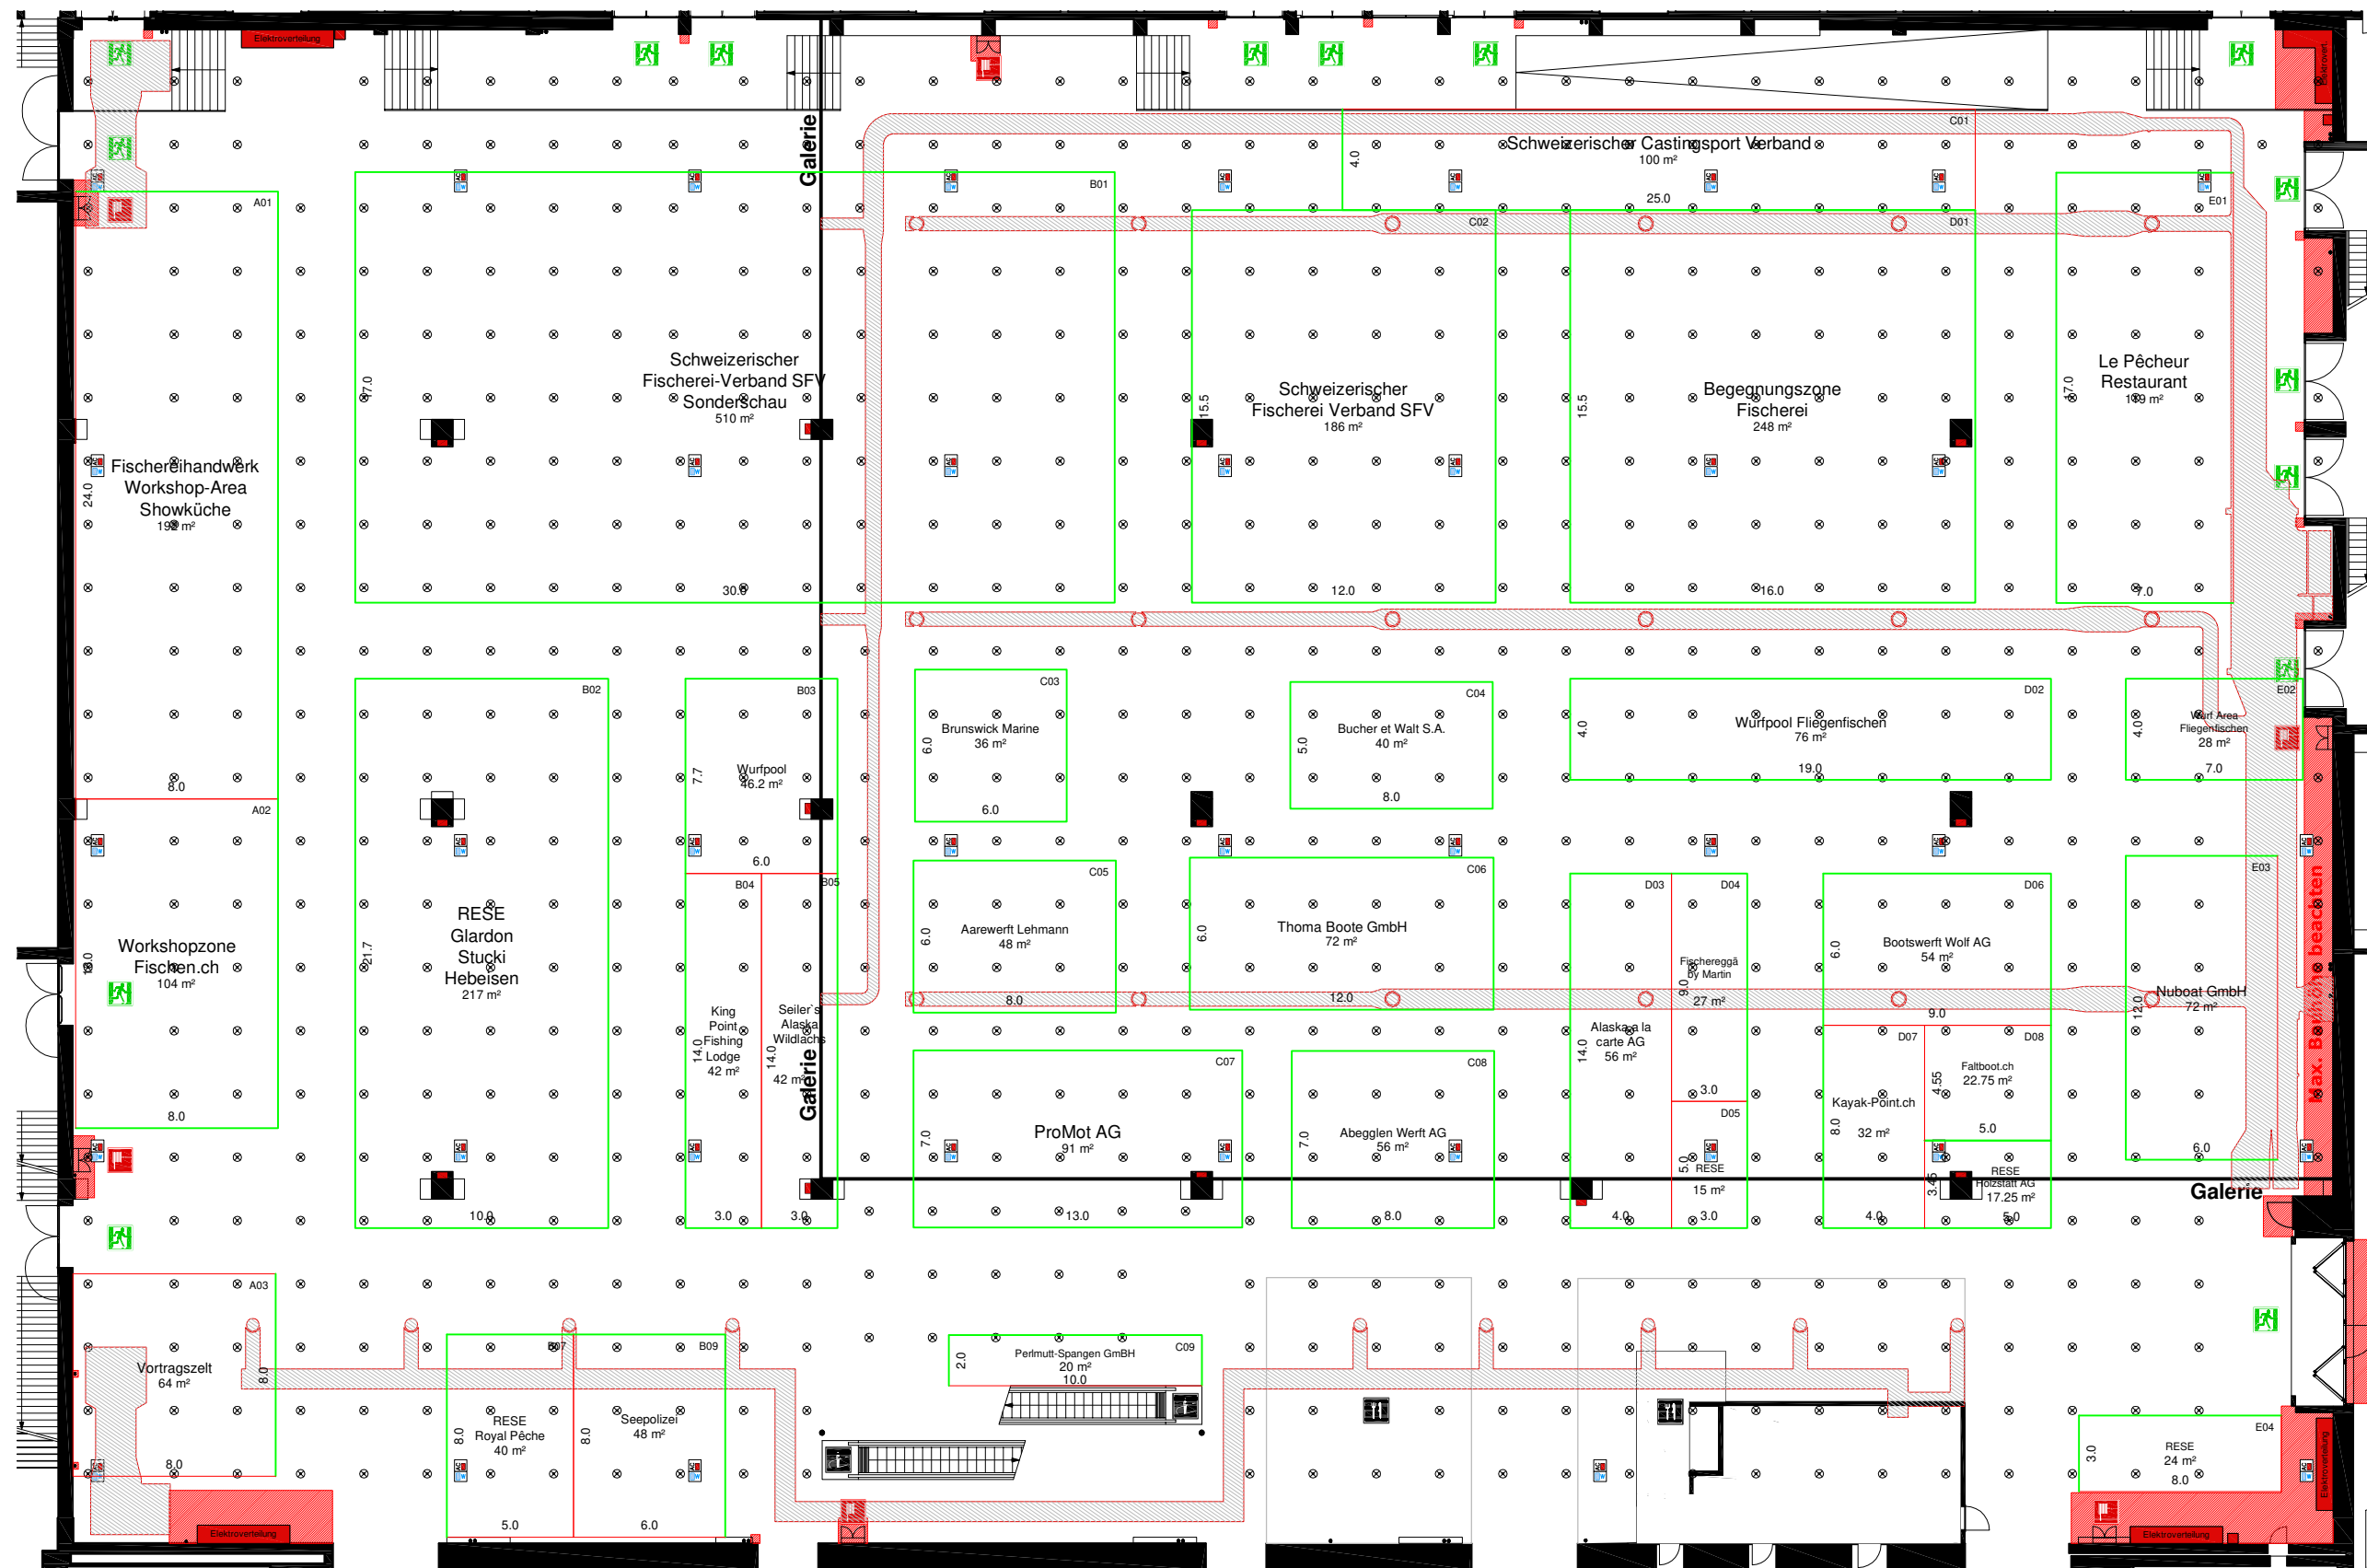 Elektroverteilung
Elektrovert.
Galerie
C01
Schweizerischer Castingsport Verband
100 m²
4.0
25.0
A01
Fischereihandwerk
Workshop-Area
Showküche
192 m²
24.0
8.0
B01
Schweizerischer
Fischerei-Verband SFV
Sonderschau
510 m²
17.0
30.0
C02
Schweizerischer
Fischerei Verband SFV
186 m²
15.5
12.0
D01
Begegnungszone
Fischerei
248 m²
15.5
16.0
E01
Le Pêcheur
Restaurant
119 m²
17.0
7.0
A02
Workshopzone
Fischen.ch
104 m²
13.0
8.0
B02
RESE
Glardon
Stucki
Hebeisen
217 m²
21.7
10.0
B03
Wurfpool
46.2 m²
7.7
6.0
B04
King
Point
Fishing
Lodge
42 m²
14.0
3.0
B05
Seiler's
Alaska
Wildlachs
42 m²
14.0
3.0
Galerie
C03
Brunswick Marine
36 m²
6.0
6.0
C04
Bucher et Walt S.A.
40 m²
5.0
8.0
D02
Wurfpool Fliegenfischen
76 m²
4.0
19.0
E02
Wurf Area
Fliegenfischen
28 m²
4.0
7.0
C05
Aarewerft Lehmann
48 m²
6.0
8.0
C06
Thoma Boote GmbH
72 m²
6.0
12.0
D03
Alaska a la
carte AG
56 m²
14.0
4.0
D04
Fischereggä
by Martin
27 m²
9.0
3.0
D05
RESE
15 m²
5.0
3.0
D06
Bootswerft Wolf AG
54 m²
6.0
9.0
D07
Kayak-Point.ch
32 m²
8.0
4.0
D08
Faltboot.ch
22.75 m²
4.55
5.0
RESE
Holzstatt AG
17.25 m²
3.45
5.0
E03
Nuboat GmbH
72 m²
12.0
6.0
Max. Bauhöhe beachten
Galerie
C07
ProMot AG
91 m²
7.0
13.0
C08
Abegglen Werft AG
56 m²
7.0
8.0
A03
Vortragszelt
64 m²
8.0
8.0
B07
RESE
Royal Pêche
40 m²
8.0
5.0
B09
Seepolizei
48 m²
8.0
6.0
C09
Perlmutt-Spangen GmBH
20 m²
2.0
10.0
E04
RESE
24 m²
3.0
8.0
Elektroverteilung
Elektroverteilung
Elektroverteilung